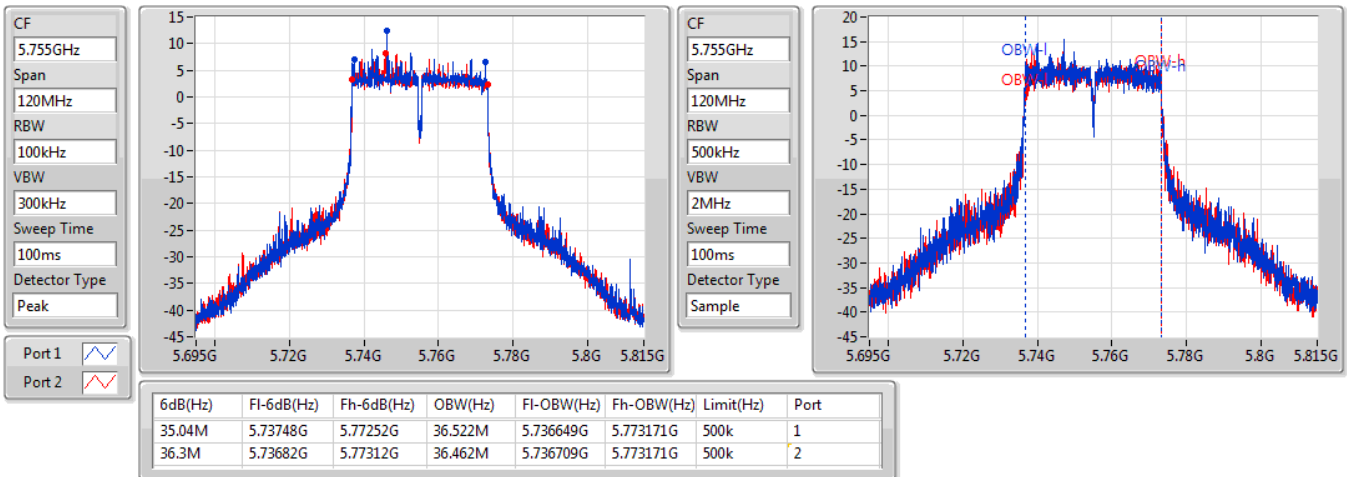 CF
5.755GHz
Span
120MHz
RBW
100kHz
VBW
300kHz
Sweep Time
100ms
Detector Type
Peak
Port 1
Port 2
15-
10-
5-
0-
-5-
-10-
-15-
-20-
-25-
-30-
-35-
-40-
-45-
5.695G 5.72G 5.74G 5.76G 5.78G 5.8G 5.815G
CF
5.755GHz
Span
120MHz
RBW
500kHz
VBW
2MHz
Sweep Time
100ms
Detector Type
Sample
20-
15-
10-
5-
0-
-5-
-10-
-15-
-20-
-25-
-30-
-35-
-40-
-45-
OBW-l
OBW-l
OBW-h
OBW-h
5.695G 5.72G 5.74G 5.76G 5.78G 5.8G 5.815G
6dB(Hz) Fl-6dB(Hz) Fh-6dB(Hz) OBW(Hz) Fl-OBW(Hz) Fh-OBW(Hz) Limit(Hz) Port
35.04M 5.73748G 5.77252G 36.522M 5.736649G 5.773171G 500k 1
36.3M 5.73682G 5.77312G 36.462M 5.736709G 5.773171G 500k 2